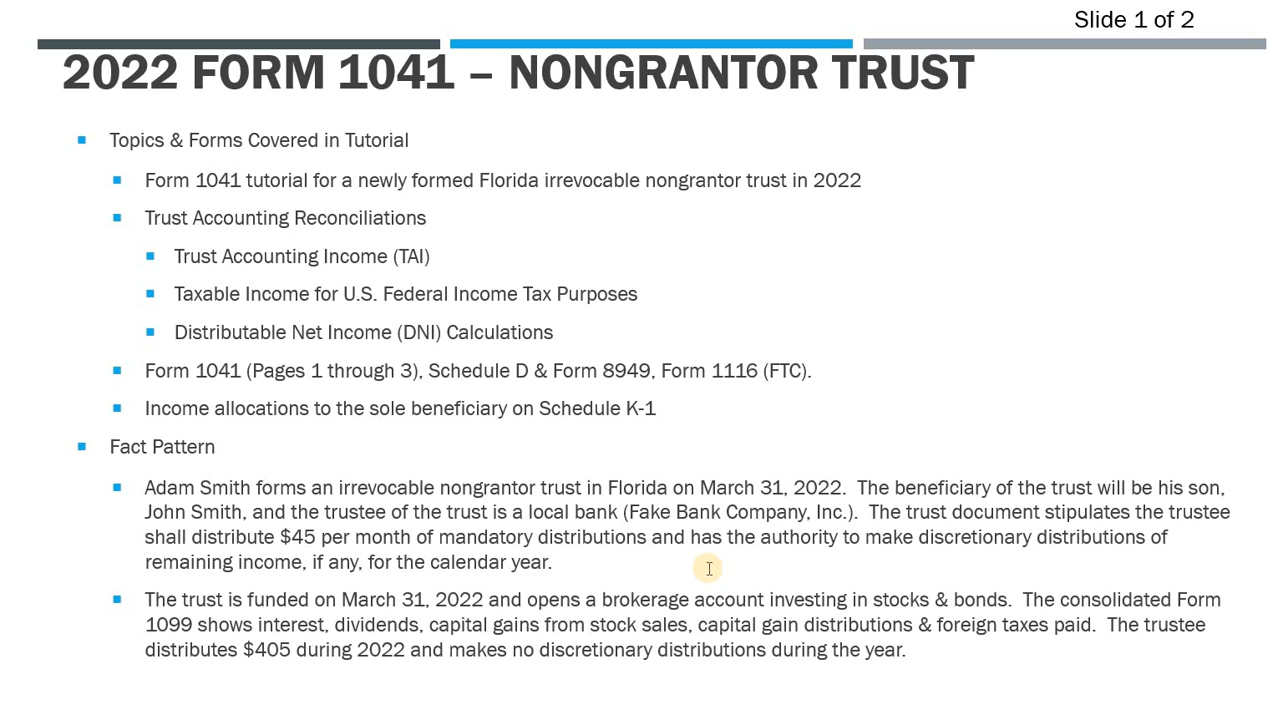 Slide 1 of 2
2022 FORM 1041 – NONGRANTOR TRUST
Topics & Forms Covered in Tutorial
Form 1041 tutorial for a newly formed Florida irrevocable nongrantor trust in 2022
Trust Accounting Reconciliations
Trust Accounting Income (TAI)
Taxable Income for U.S. Federal Income Tax Purposes
Distributable Net Income (DNI) Calculations
Form 1041 (Pages 1 through 3), Schedule D & Form 8949, Form 1116 (FTC).
Income allocations to the sole beneficiary on Schedule K-1
Fact Pattern
Adam Smith forms an irrevocable nongrantor trust in Florida on March 31, 2022.  The beneficiary of the trust will be his son,
John Smith, and the trustee of the trust is a local bank (Fake Bank Company, Inc.).  The trust document stipulates the trustee
shall distribute $45 per month of mandatory distributions and has the authority to make discretionary distributions of
remaining income, if any, for the calendar year.
The trust is funded on March 31, 2022 and opens a brokerage account investing in stocks & bonds.  The consolidated Form
1099 shows interest, dividends, capital gains from stock sales, capital gain distributions & foreign taxes paid.  The trustee
distributes $405 during 2022 and makes no discretionary distributions during the year.